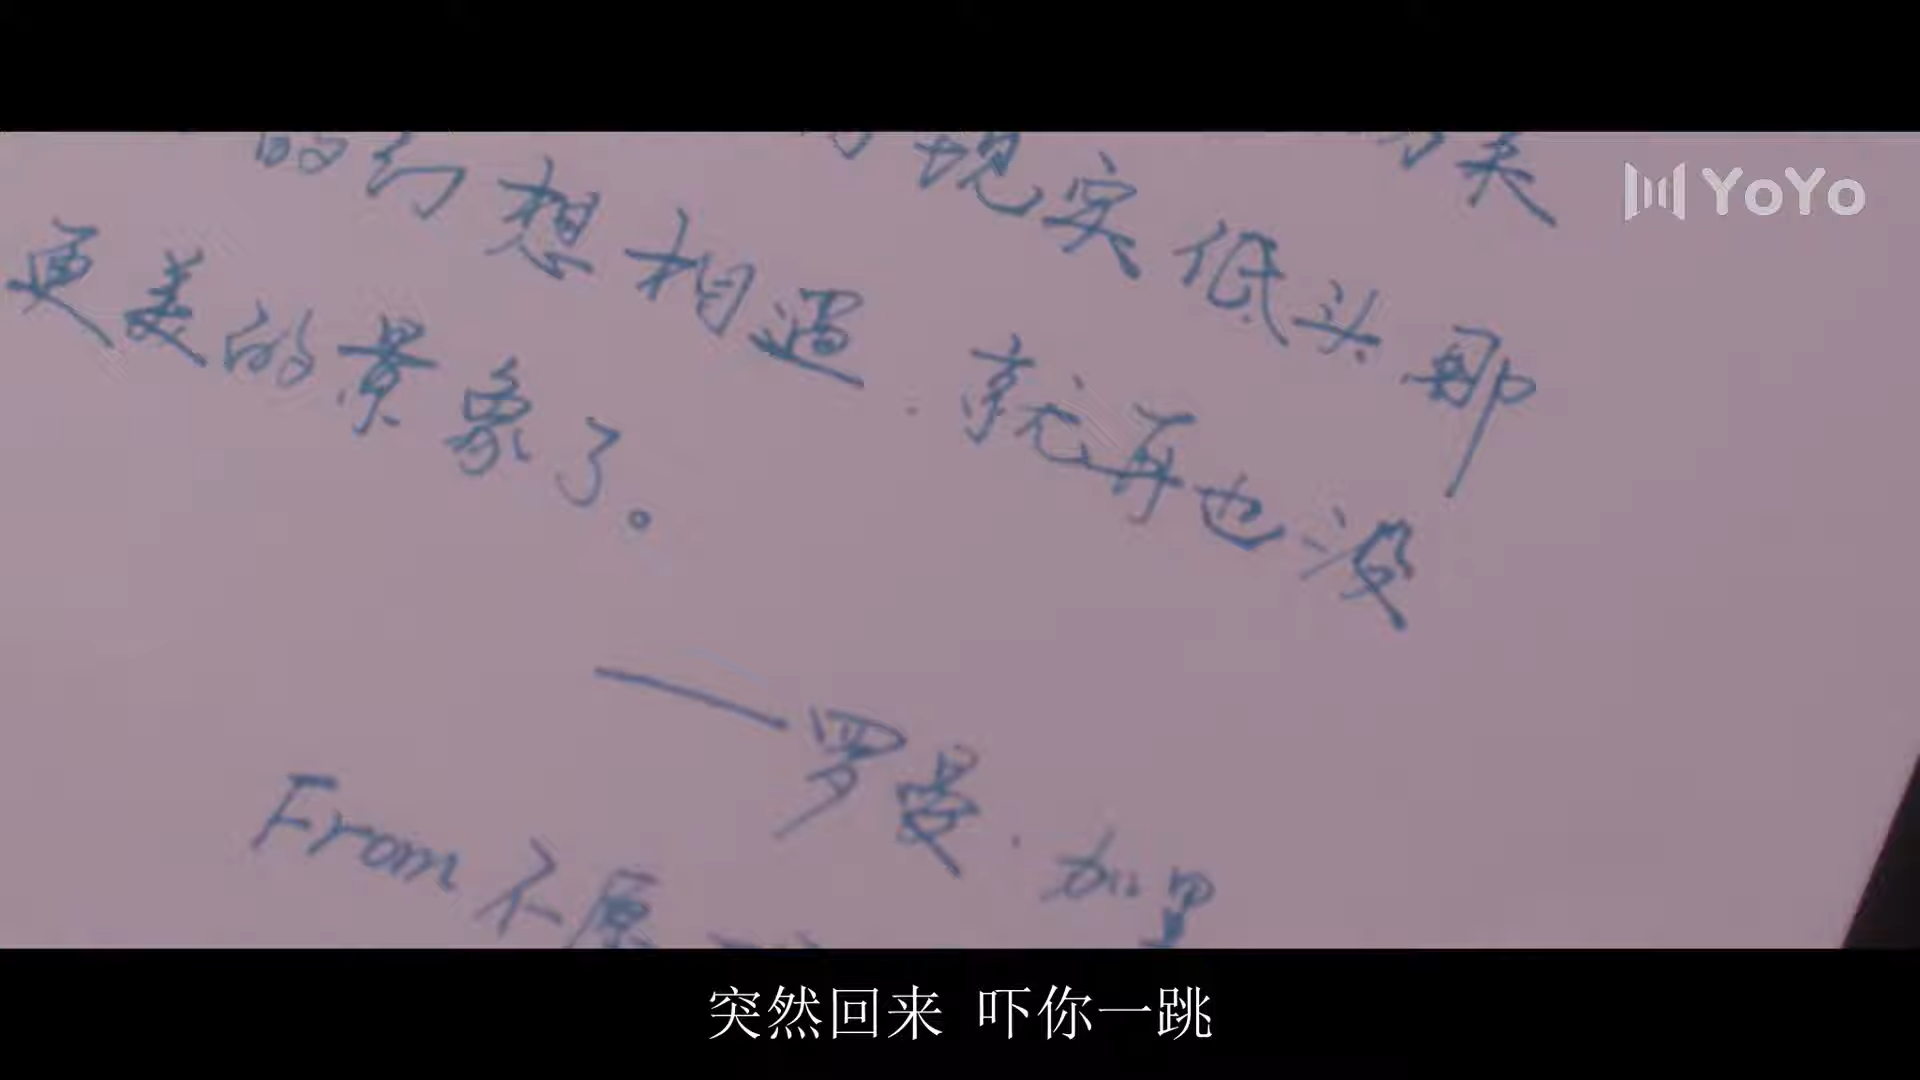 YoYo
现实低头那
的幻想相遇.就再也没
更美的景象了。
——罗曼·加里
From 不愿
突然回来 吓你一跳